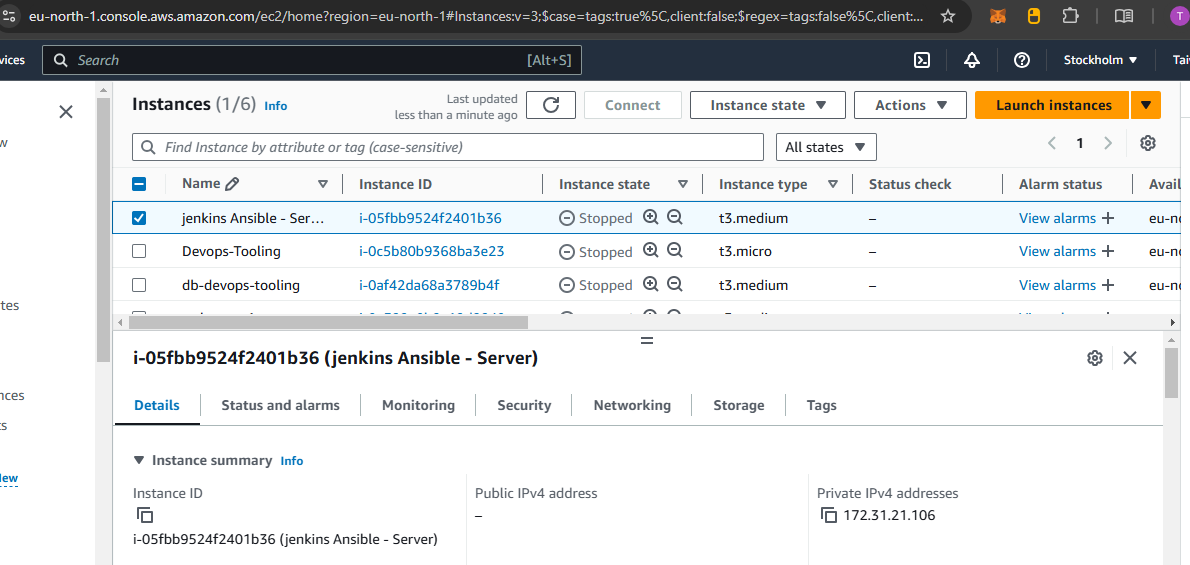 eu-north-1.console.aws.amazon.com/ec2/home?region=eu-north-1#Instances:v=3;$case=tags:true%5C,client:false;$regex=tags:false%5C,client:...
T
vices
Search
[Alt+S]
Stockholm
Tai
Instances (1/6) Info
Last updated
less than a minute ago
Connect
Instance state
Actions
Launch instances
Find Instance by attribute or tag (case-sensitive)
All states
1
Name
Instance ID
Instance state
Instance type
Status check
Alarm status
Avail
jenkins Ansible - Ser... i-05fbb9524f2401b36 Stopped t3.medium – View alarms + eu-no
Devops-Tooling i-0c5b80b9368ba3e23 Stopped t3.micro – View alarms + eu-no
db-devops-tooling i-0af42da68a3789b4f Stopped t3.medium – View alarms + eu-no
w
tes
nces
ts
New
i-05fbb9524f2401b36 (jenkins Ansible - Server)
Details
Status and alarms
Monitoring
Security
Networking
Storage
Tags
Instance summary Info
Instance ID
i-05fbb9524f2401b36 (jenkins Ansible - Server)
Public IPv4 address
–
Private IPv4 addresses
172.31.21.106